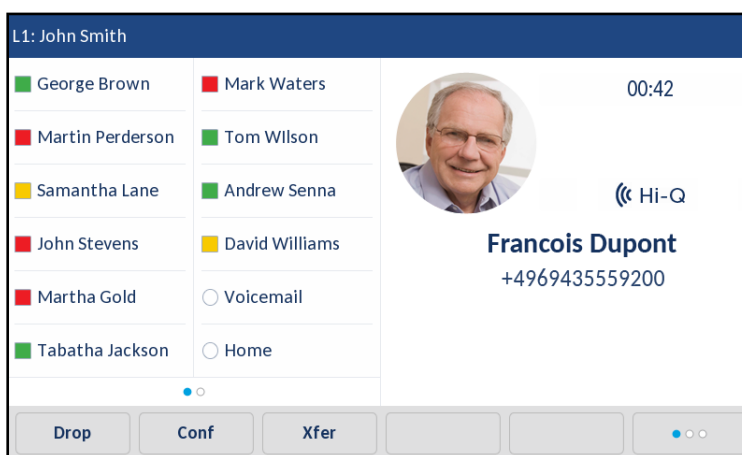 L1: John Smith
George Brown
Martin Perderson
Samantha Lane
John Stevens
Martha Gold
Tabatha Jackson
Mark Waters
Tom WIlson
Andrew Senna
David Williams
Voicemail
Home
00:42
Hi-Q
Francois Dupont
+4969435559200
Drop
Conf
Xfer